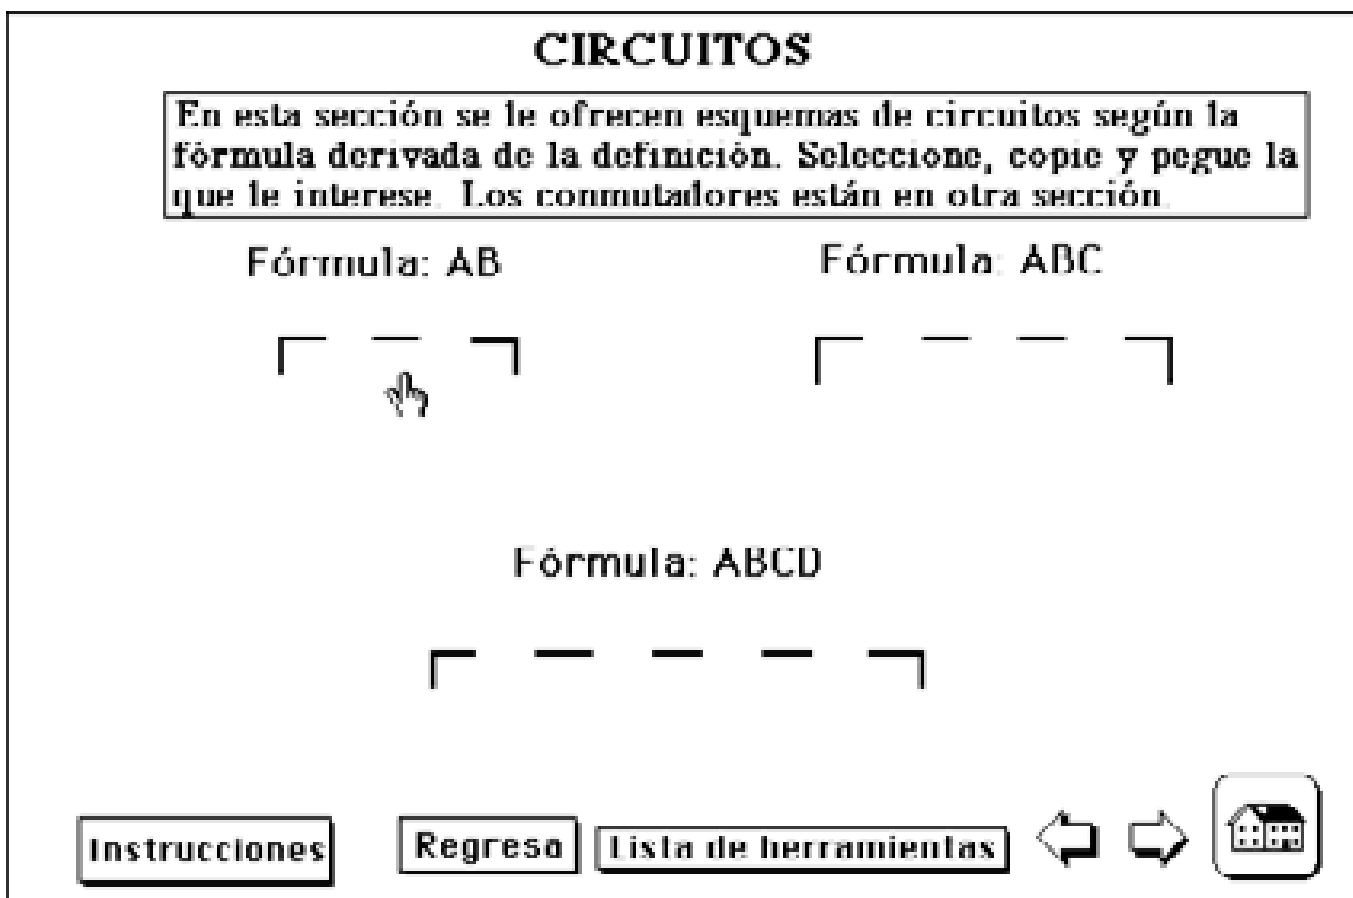 CIRCUITOS
En esta sección se le ofrecen esquemas de circuitos según la
fórmula derivada de la definición. Seleccione, copie y pegue la
que le interese. Los conmutadores están en otra sección.
Fórmula: AB
Fórmula: ABC
Fórmula: ABCD
Instrucciones
Regresa
Lista de herramientas